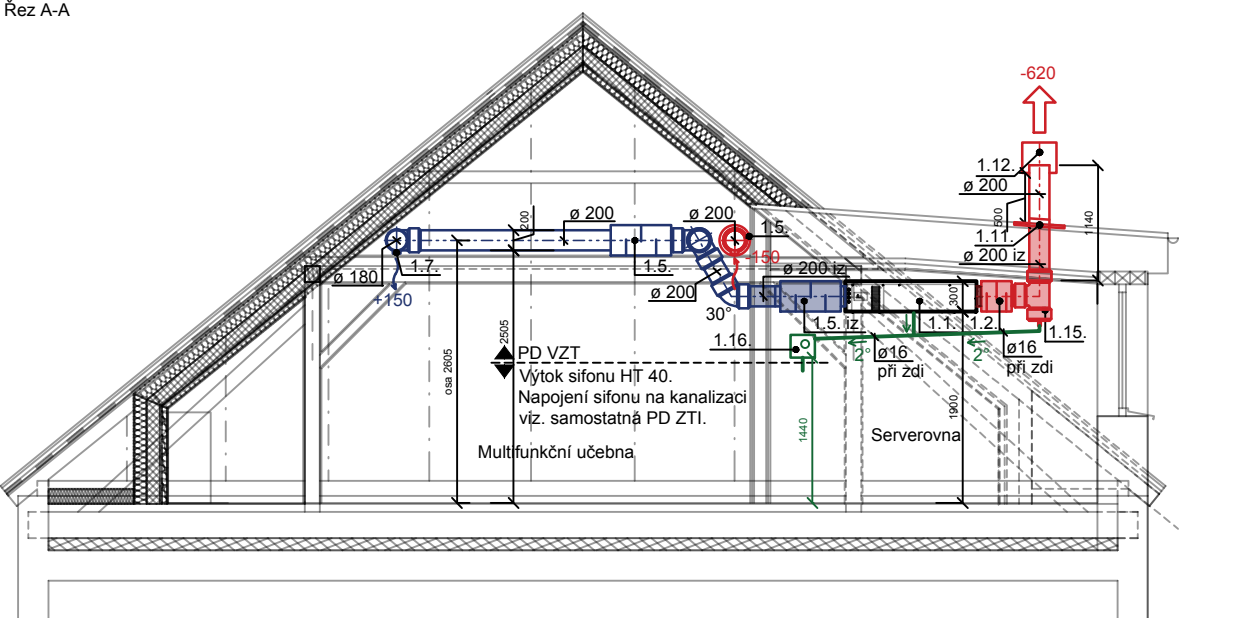 Řez A-A
-620
1.12.
ø 200
500
1140
1.11.
ø 200 iz
200
ø 200
ø 200
1.5.
-150
ø 180
1.7.
+150
1.5.
ø 200
ø 200 iz
30°
300
1.5. iz
1.1.
1.2.
1.15.
1.16.
2°
ø16
při zdi
2°
ø16
při zdi
osa 2605
2505
PD VZT
Výtok sifonu HT 40.
Napojení sifonu na kanalizaci
viz. samostatná PD ZTI.
Multifunkční učebna
1440
Serverovna
1900